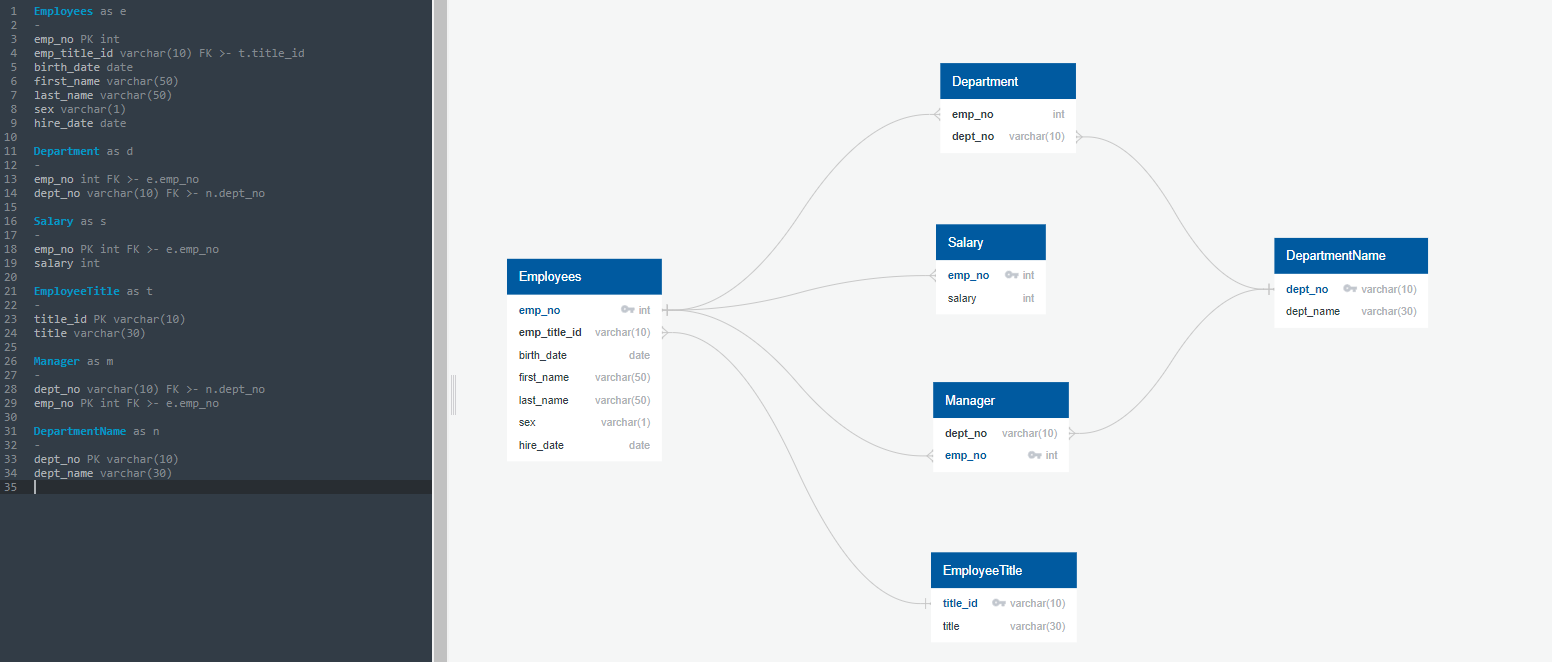 1 Employees as e
2 -
3 emp_no PK int
4 emp_title_id varchar(10) FK >- t.title_id
5 birth_date date
6 first_name varchar(50)
7 last_name varchar(50)
8 sex varchar(1)
9 hire_date date
10
11 Department as d
12 -
13 emp_no int FK >- e.emp_no
14 dept_no varchar(10) FK >- n.dept_no
15
16 Salary as s
17 -
18 emp_no PK int FK >- e.emp_no
19 salary int
20
21 EmployeeTitle as t
22 -
23 title_id PK varchar(10)
24 title varchar(30)
25
26 Manager as m
27 -
28 dept_no varchar(10) FK >- n.dept_no
29 emp_no PK int FK >- e.emp_no
30
31 DepartmentName as n
32 -
33 dept_no PK varchar(10)
34 dept_name varchar(30)
35
Employees
emp_no int
emp_title_id varchar(10)
birth_date date
first_name varchar(50)
last_name varchar(50)
sex varchar(1)
hire_date date
Department
emp_no int
dept_no varchar(10)
Salary
emp_no int
salary int
Manager
dept_no varchar(10)
emp_no int
EmployeeTitle
title_id varchar(10)
title varchar(30)
DepartmentName
dept_no varchar(10)
dept_name varchar(30)